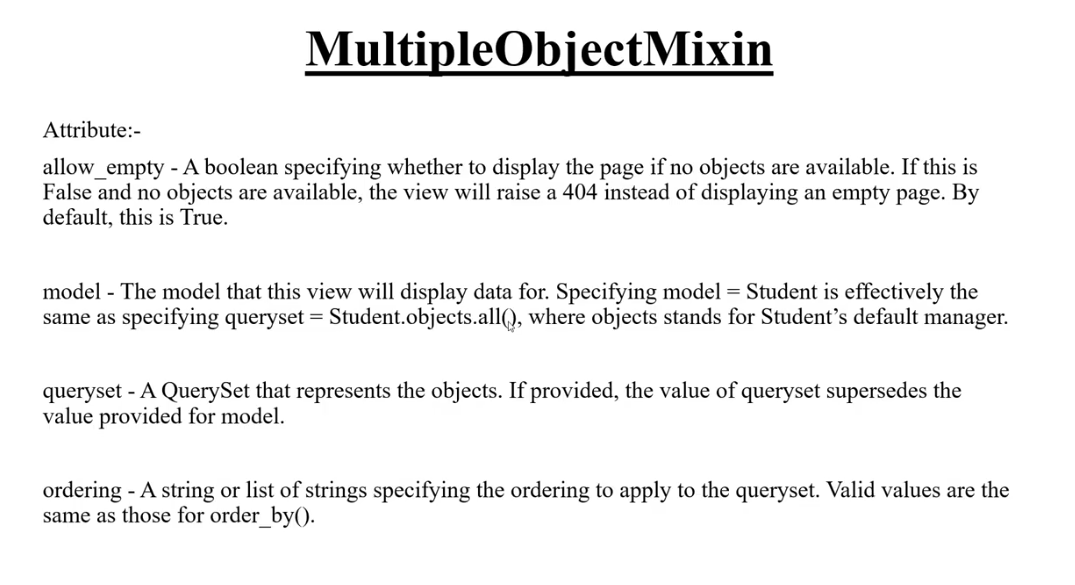 MultipleObjectMixin
Attribute:-
allow_empty - A boolean specifying whether to display the page if no objects are available. If this is
False and no objects are available, the view will raise a 404 instead of displaying an empty page. By
default, this is True.
model - The model that this view will display data for. Specifying model = Student is effectively the
same as specifying queryset = Student.objects.all(), where objects stands for Student’s default manager.
queryset - A QuerySet that represents the objects. If provided, the value of queryset supersedes the
value provided for model.
ordering - A string or list of strings specifying the ordering to apply to the queryset. Valid values are the
same as those for order_by().